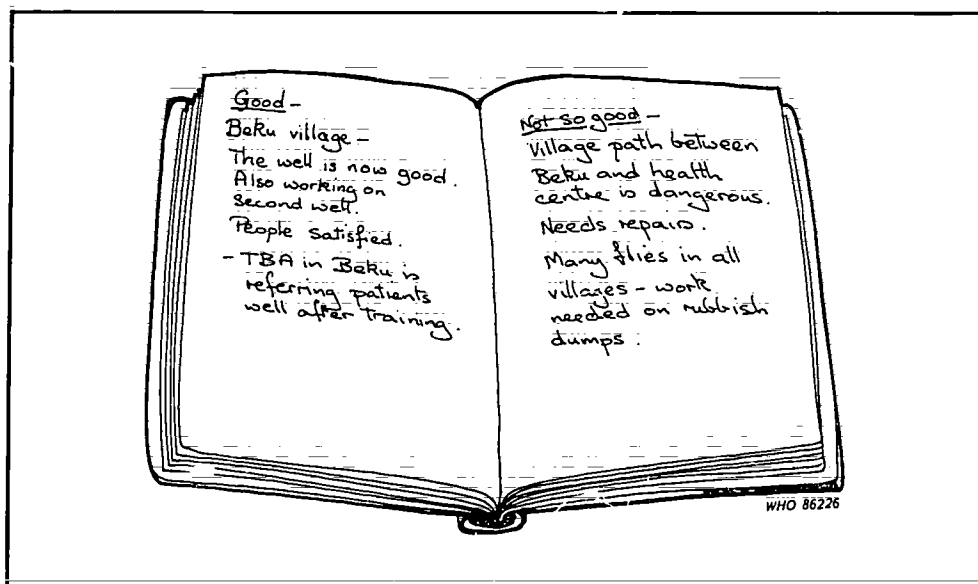 Good –
Beku village –
The well is now good.
Also working on
second well.
People satisfied.
– TBA in Beku is
referring patients
well after training.
Not so good –
Village path between
Beku and health
centre is dangerous.
Needs repairs.
Many flies in all
villages – work
needed on rubbish
dumps.
WHO 86226